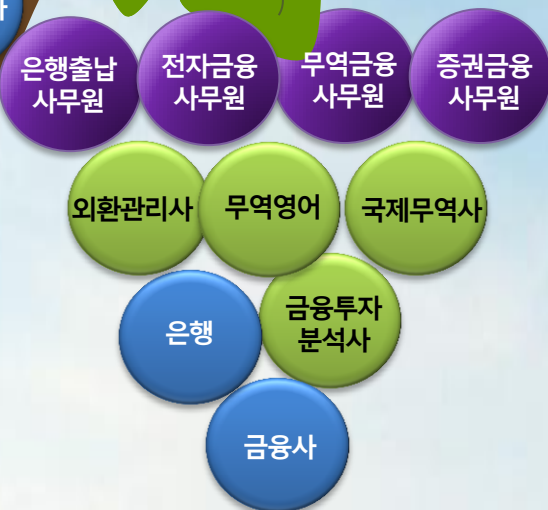 은행출납
사무원
전자금융
사무원
무역금융
사무원
증권금융
사무원
외환관리사
무역영어
국제무역사
은행
금융투자
분석사
금융사